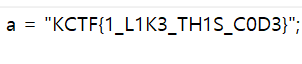 a = "KCTF{1_L1K3_TH1S_C0D3}";